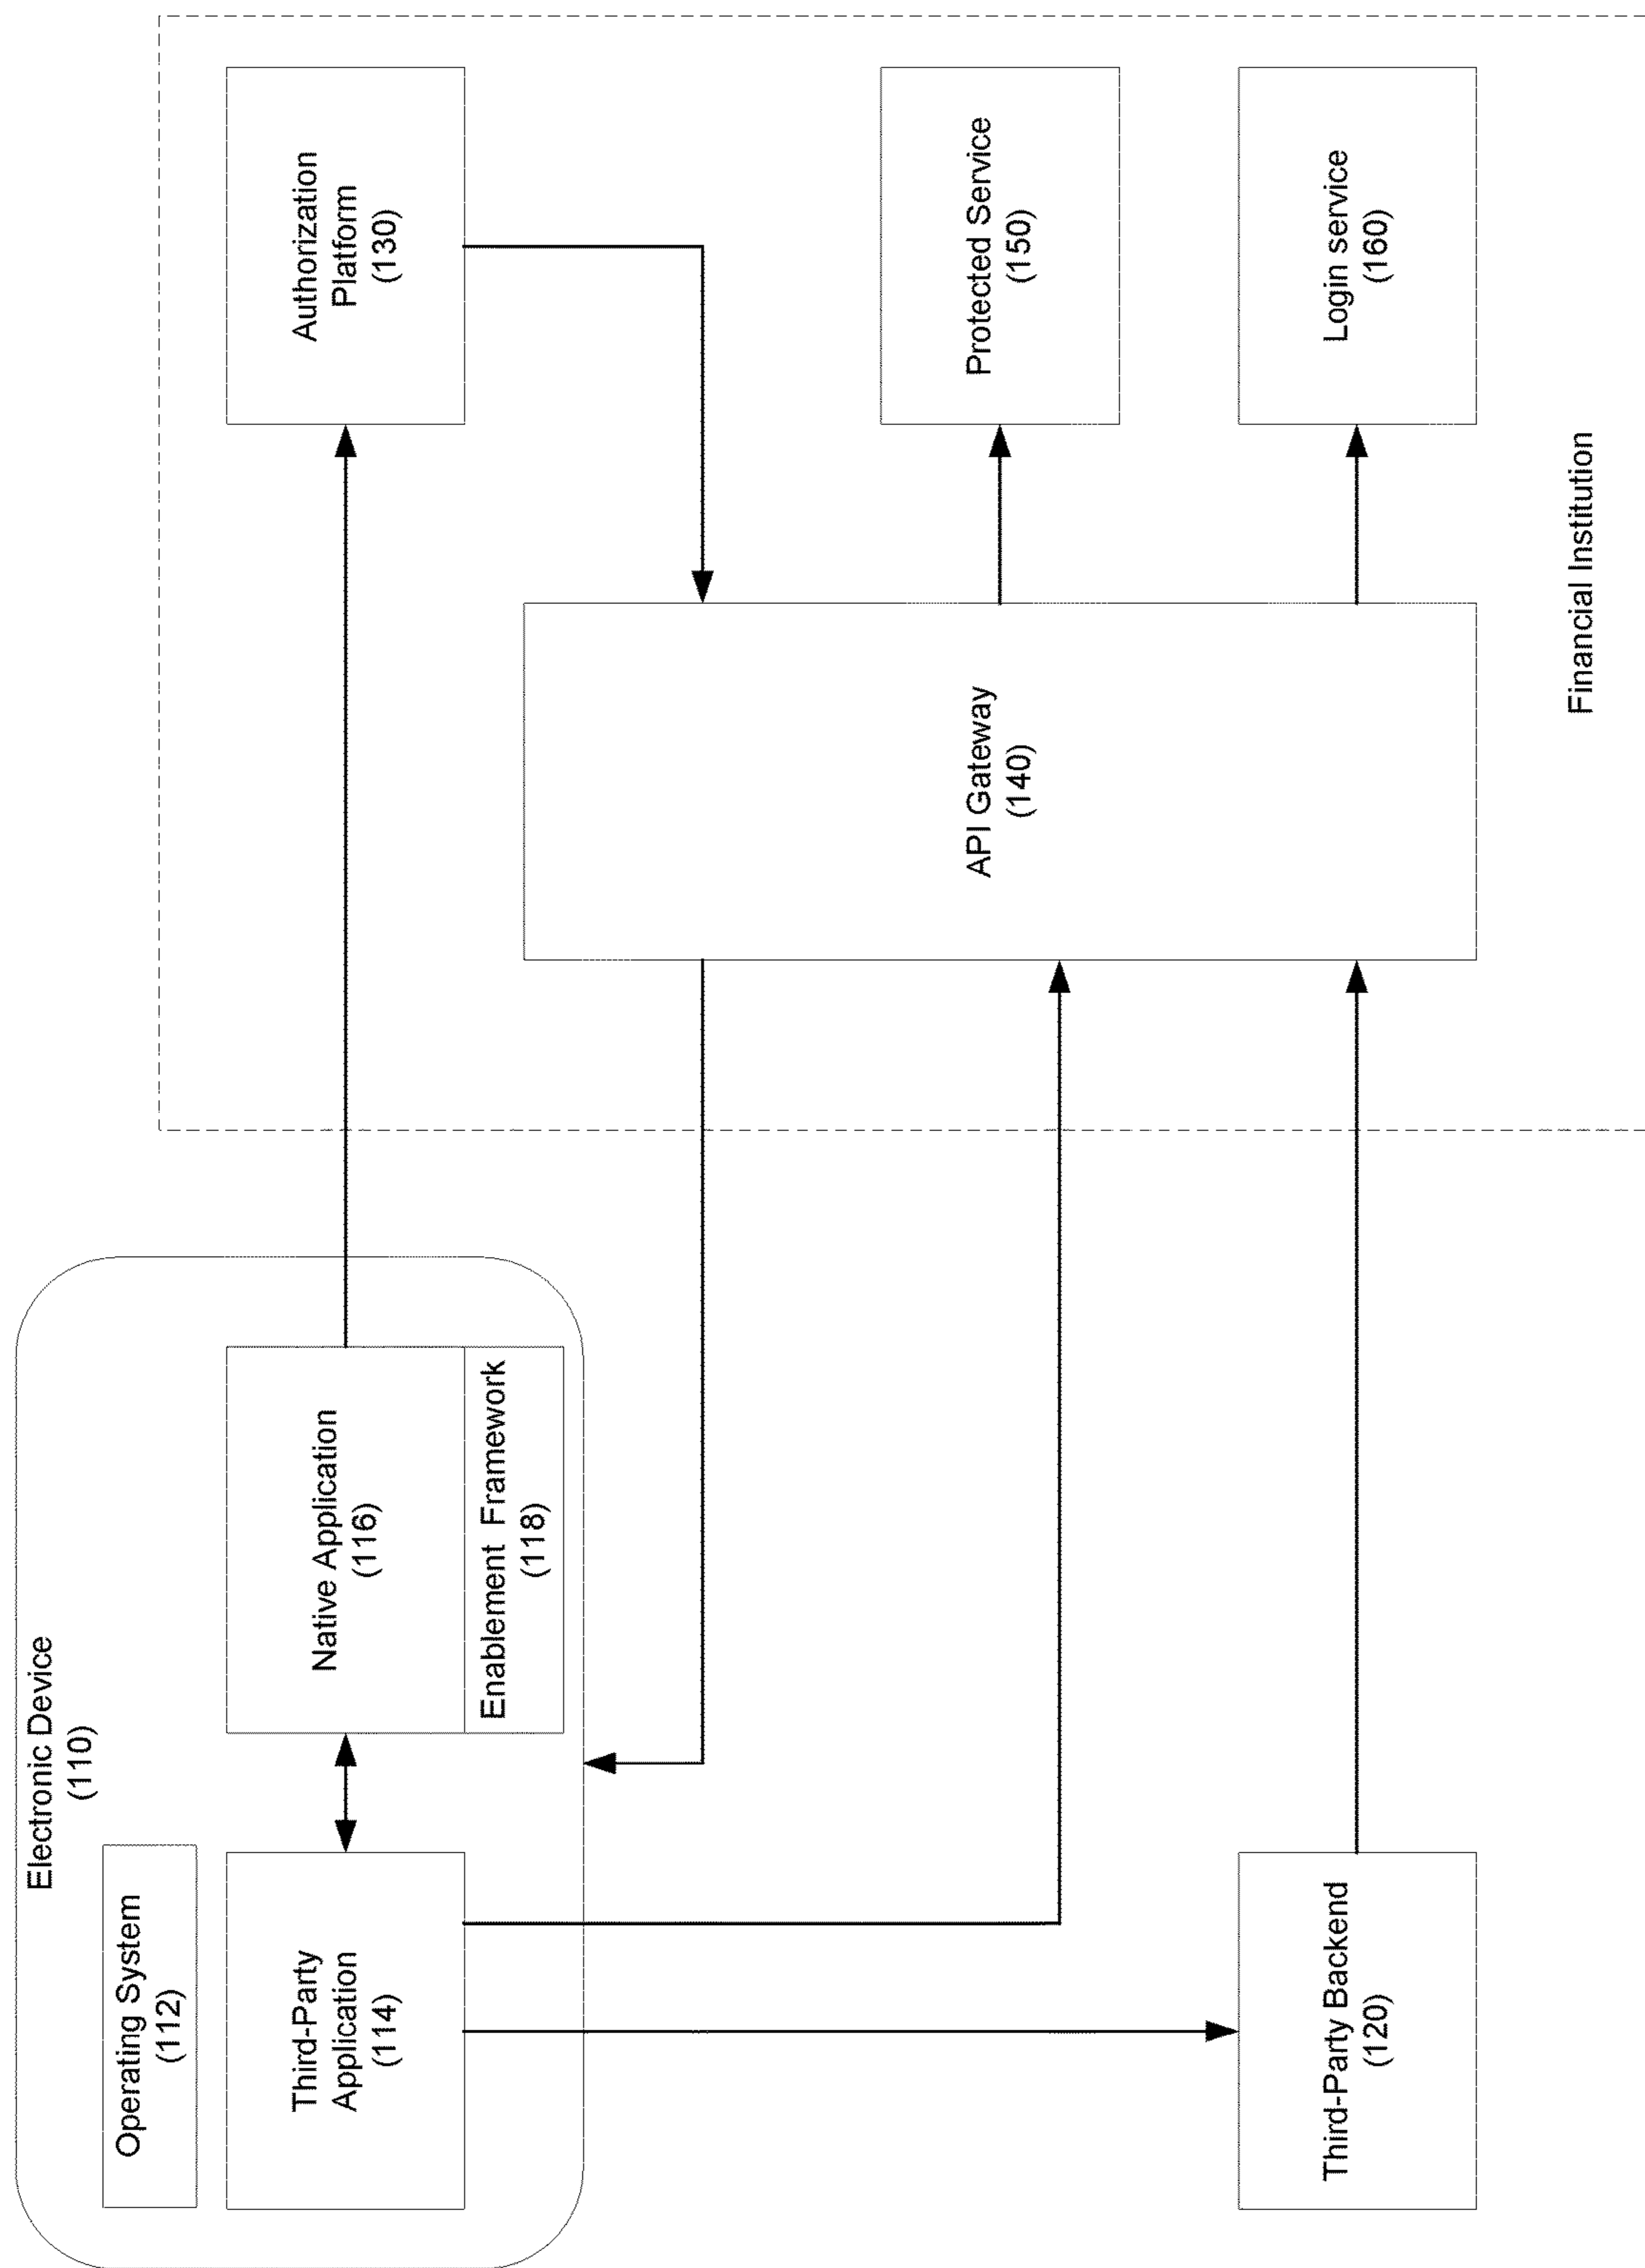 Electronic Device
(110)
Operating System
(112)
Third-Party
Application
(114)
Native Application
(116)
Enablement Framework
(118)
Authorization
Platform
(130)
API Gateway
(140)
Protected Service
(150)
Third-Party Backend
(120)
Login service
(160)
Financial Institution